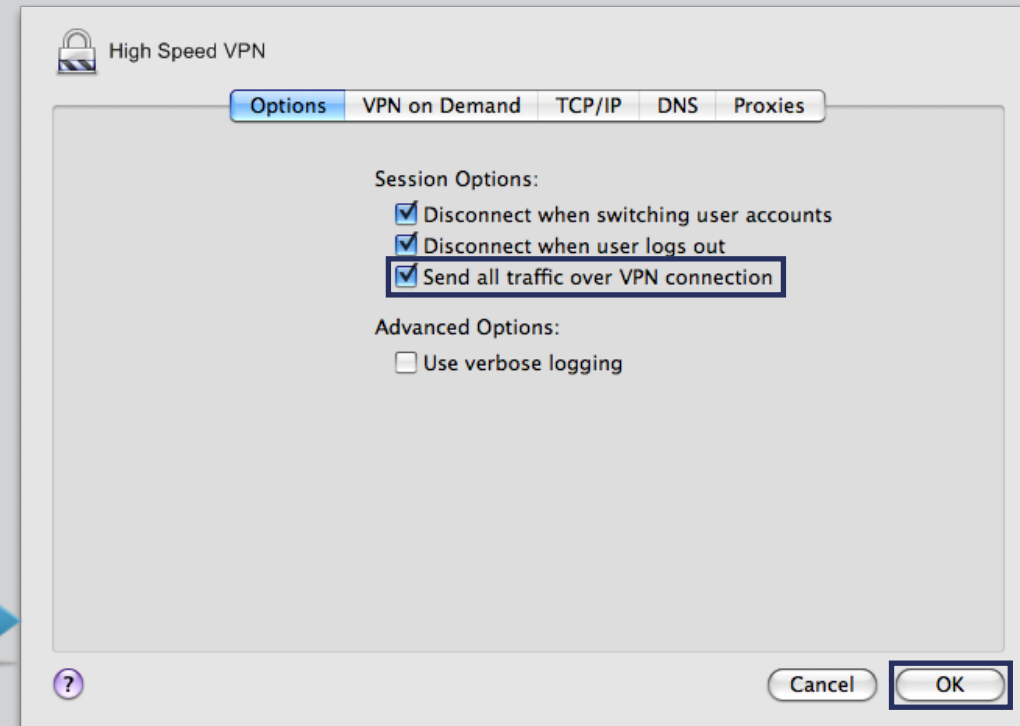 High Speed VPN
Options VPN on Demand TCP/IP DNS Proxies
Session Options:
Disconnect when switching user accounts
Disconnect when user logs out
Send all traffic over VPN connection
Advanced Options:
Use verbose logging
? Cancel OK